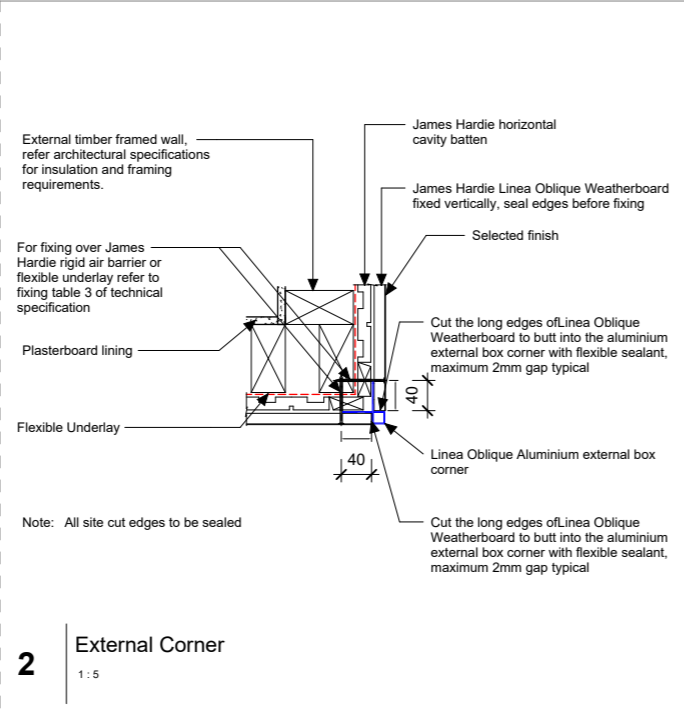 External timber framed wall,
refer architectural specifications
for insulation and framing
requirements.
For fixing over James
Hardie rigid air barrier or
flexible underlay refer to
fixing table 3 of technical
specification
Plasterboard lining
Flexible Underlay
James Hardie horizontal
cavity batten
James Hardie Linea Oblique Weatherboard
fixed vertically, seal edges before fixing
Selected finish
Cut the long edges ofLinea Oblique
Weatherboard to butt into the aluminium
external box corner with flexible sealant,
maximum 2mm gap typical
40
40
Linea Oblique Aluminium external box
corner
Cut the long edges ofLinea Oblique
Weatherboard to butt into the aluminium
external box corner with flexible sealant,
maximum 2mm gap typical
Note: All site cut edges to be sealed
2
External Corner
1 : 5